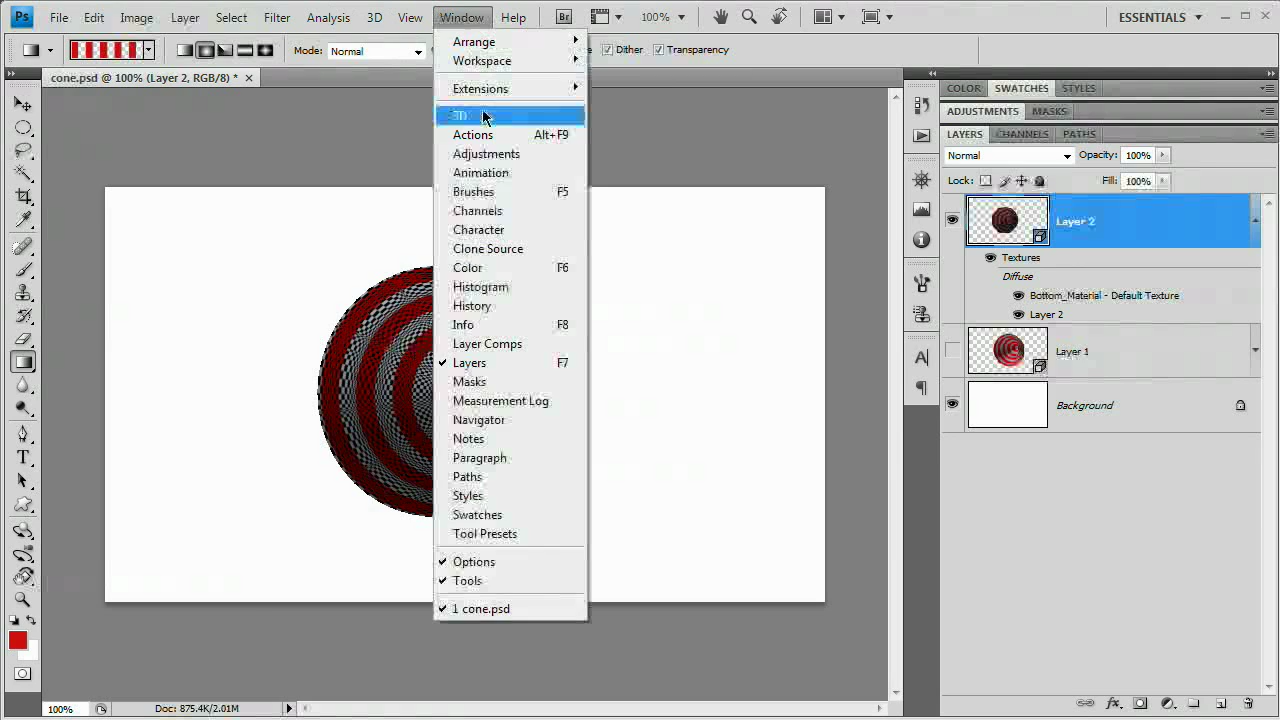 Ps File Edit Image Layer Select Filter Analysis 3D View Window Help Br 100% ESSENTIALS
Mode: Normal Dither Transparency
cone.psd @ 100% (Layer 2, RGB/8) *
Arrange
Workspace
Extensions
3D
Actions Alt+F9
Adjustments
Animation
Brushes F5
Channels
Character
Clone Source
Color F6
Histogram
History
Info F8
Layer Comps
Layers F7
Masks
Measurement Log
Navigator
Notes
Paragraph
Paths
Styles
Swatches
Tool Presets
Options
Tools
1 cone.psd
COLOR SWATCHES STYLES
ADJUSTMENTS MASKS
LAYERS CHANNELS PATHS
Normal Opacity: 100%
Lock: Fill: 100%
Layer 2
Textures
Diffuse
Bottom_Material - Default Texture
Layer 2
Layer 1
Background
100% Doc: 875.4K/2.01M